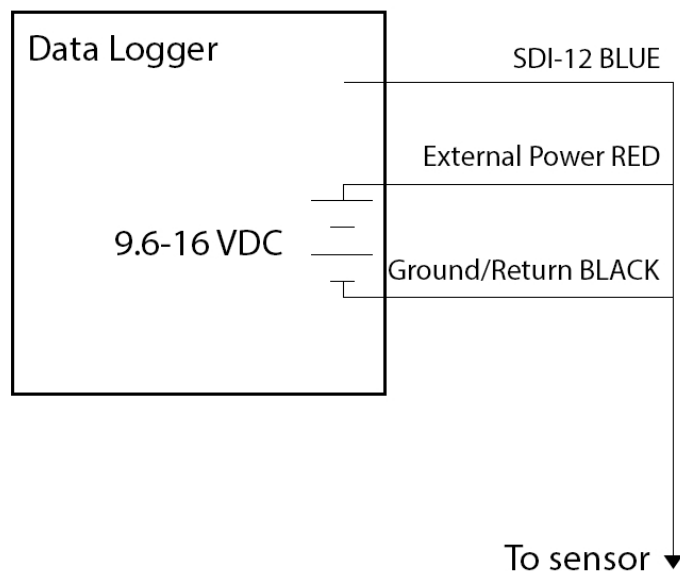 Data Logger
SDI-12 BLUE
External Power RED
9.6-16 VDC
Ground/Return BLACK
To sensor